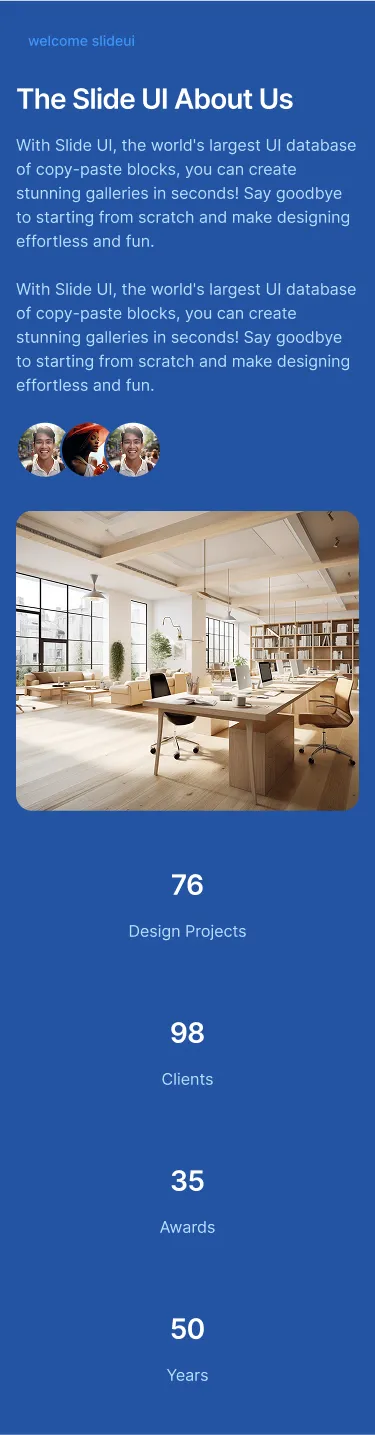 welcome slideui
The Slide UI About Us
With Slide UI, the world's largest UI database
of copy-paste blocks, you can create
stunning galleries in seconds! Say goodbye
to starting from scratch and make designing
effortless and fun.
With Slide UI, the world's largest UI database
of copy-paste blocks, you can create
stunning galleries in seconds! Say goodbye
to starting from scratch and make designing
effortless and fun.
76
Design Projects
98
Clients
35
Awards
50
Years